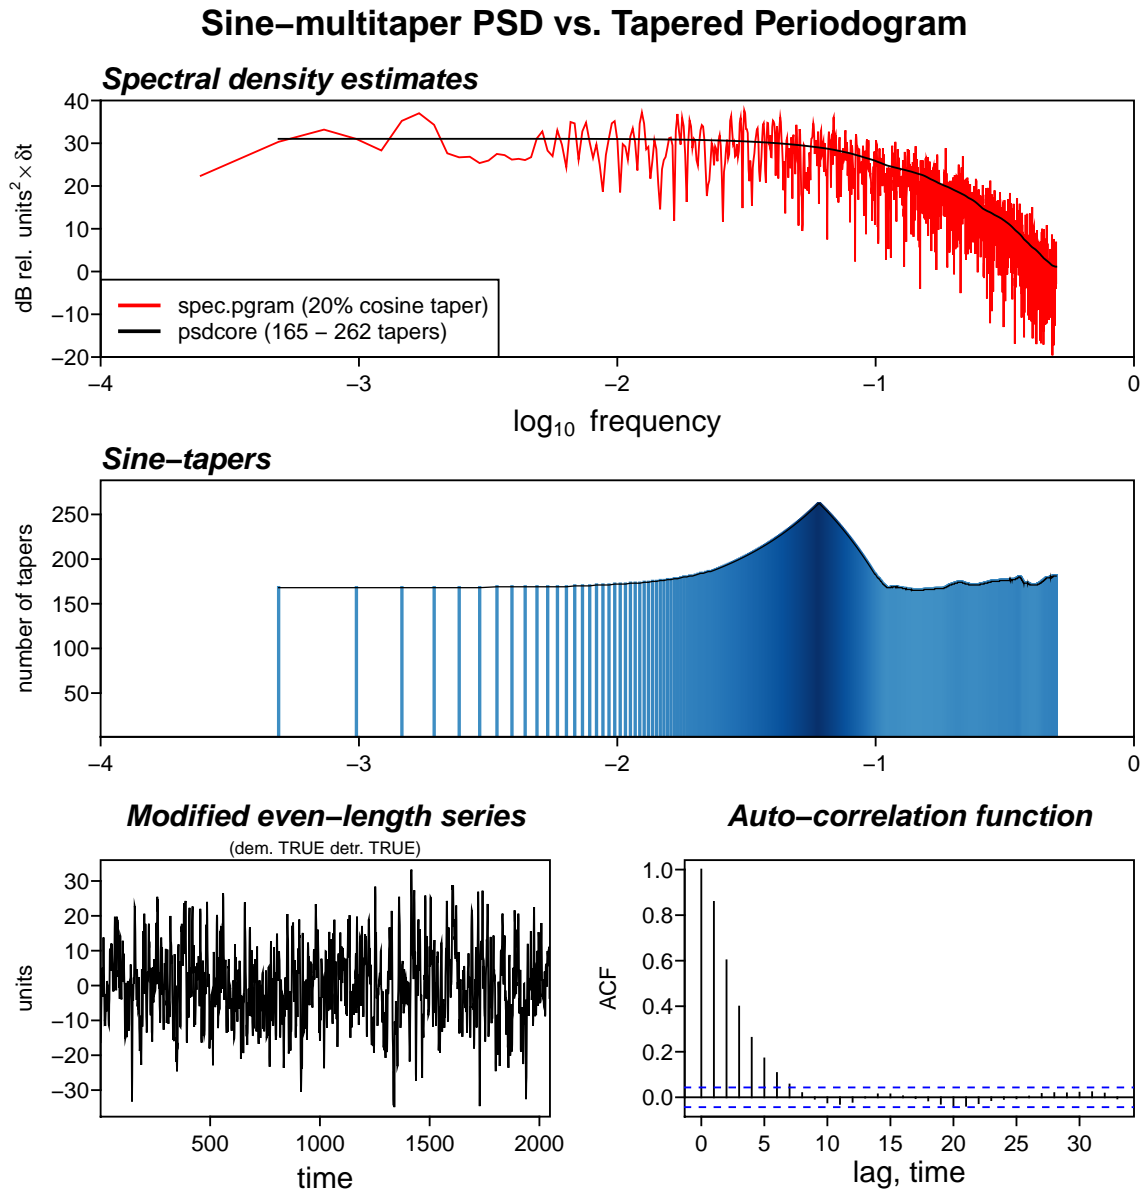 Sine−multitaper PSD vs. Tapered Periodogram
Spectral density estimates
40
30
20
10
0
−10
−20
dB rel. units² × δt
spec.pgram (20% cosine taper)
psdcore (165 − 262 tapers)
−4 −3 −2 −1 0
log₁₀ frequency
Sine−tapers
250
200
150
100
50
number of tapers
−4 −3 −2 −1 0
Modified even−length series
(dem. TRUE detr. TRUE)
30
20
10
0
−10
−20
−30
units
500 1000 1500 2000
time
Auto−correlation function
1.0
0.8
0.6
0.4
0.2
0.0
ACF
0 5 10 15 20 25 30
lag, time